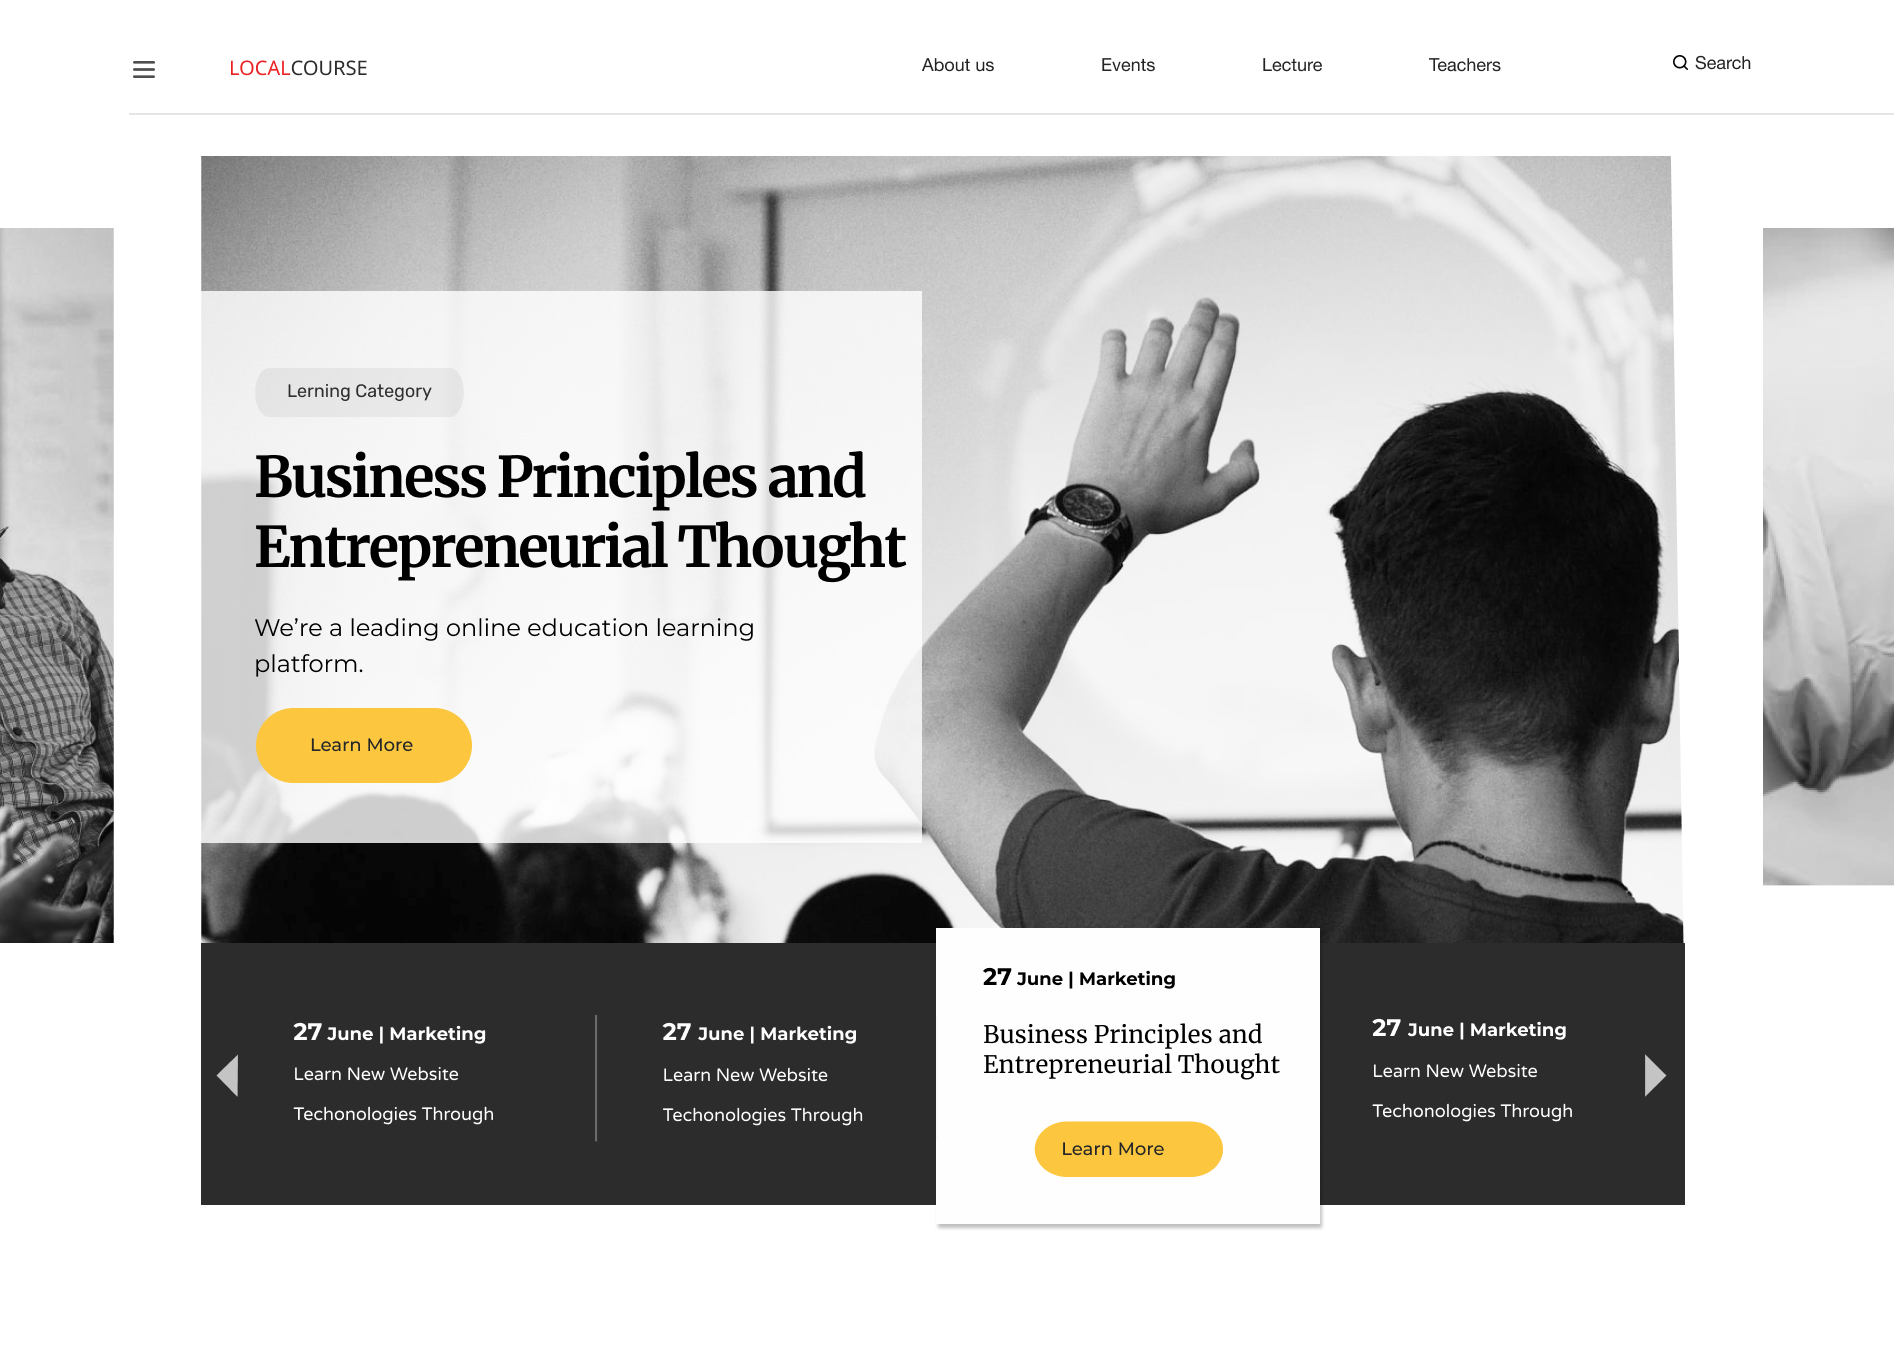 LOCALCOURSE
About us
Events
Lecture
Teachers
Search
Lerning Category
Business Principles and
Entrepreneurial Thought
We’re a leading online education learning
platform.
Learn More
27 June | Marketing
Learn New Website
Techonologies Through
27 June | Marketing
Learn New Website
Techonologies Through
27 June | Marketing
Business Principles and
Entrepreneurial Thought
Learn More
27 June | Marketing
Learn New Website
Techonologies Through